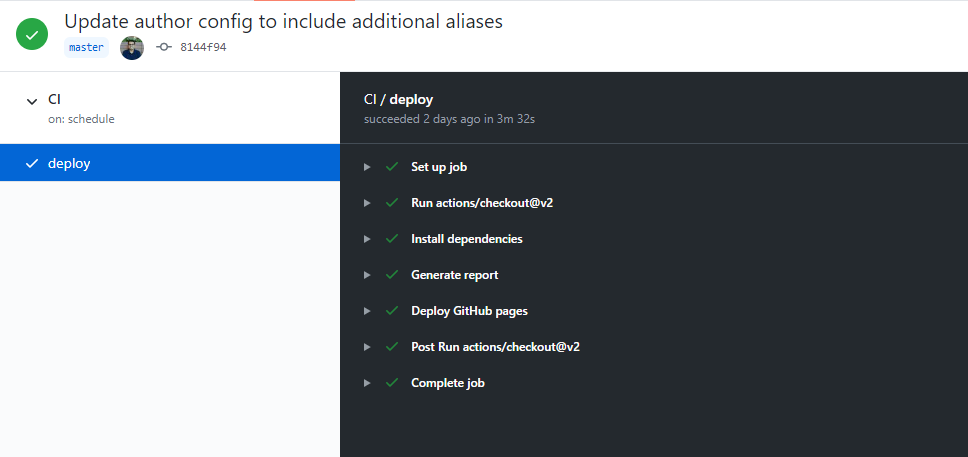 Update author config to include additional aliases
master 8144f94
CI
on: schedule
deploy
CI / deploy
succeeded 2 days ago in 3m 32s
Set up job
Run actions/checkout@v2
Install dependencies
Generate report
Deploy GitHub pages
Post Run actions/checkout@v2
Complete job